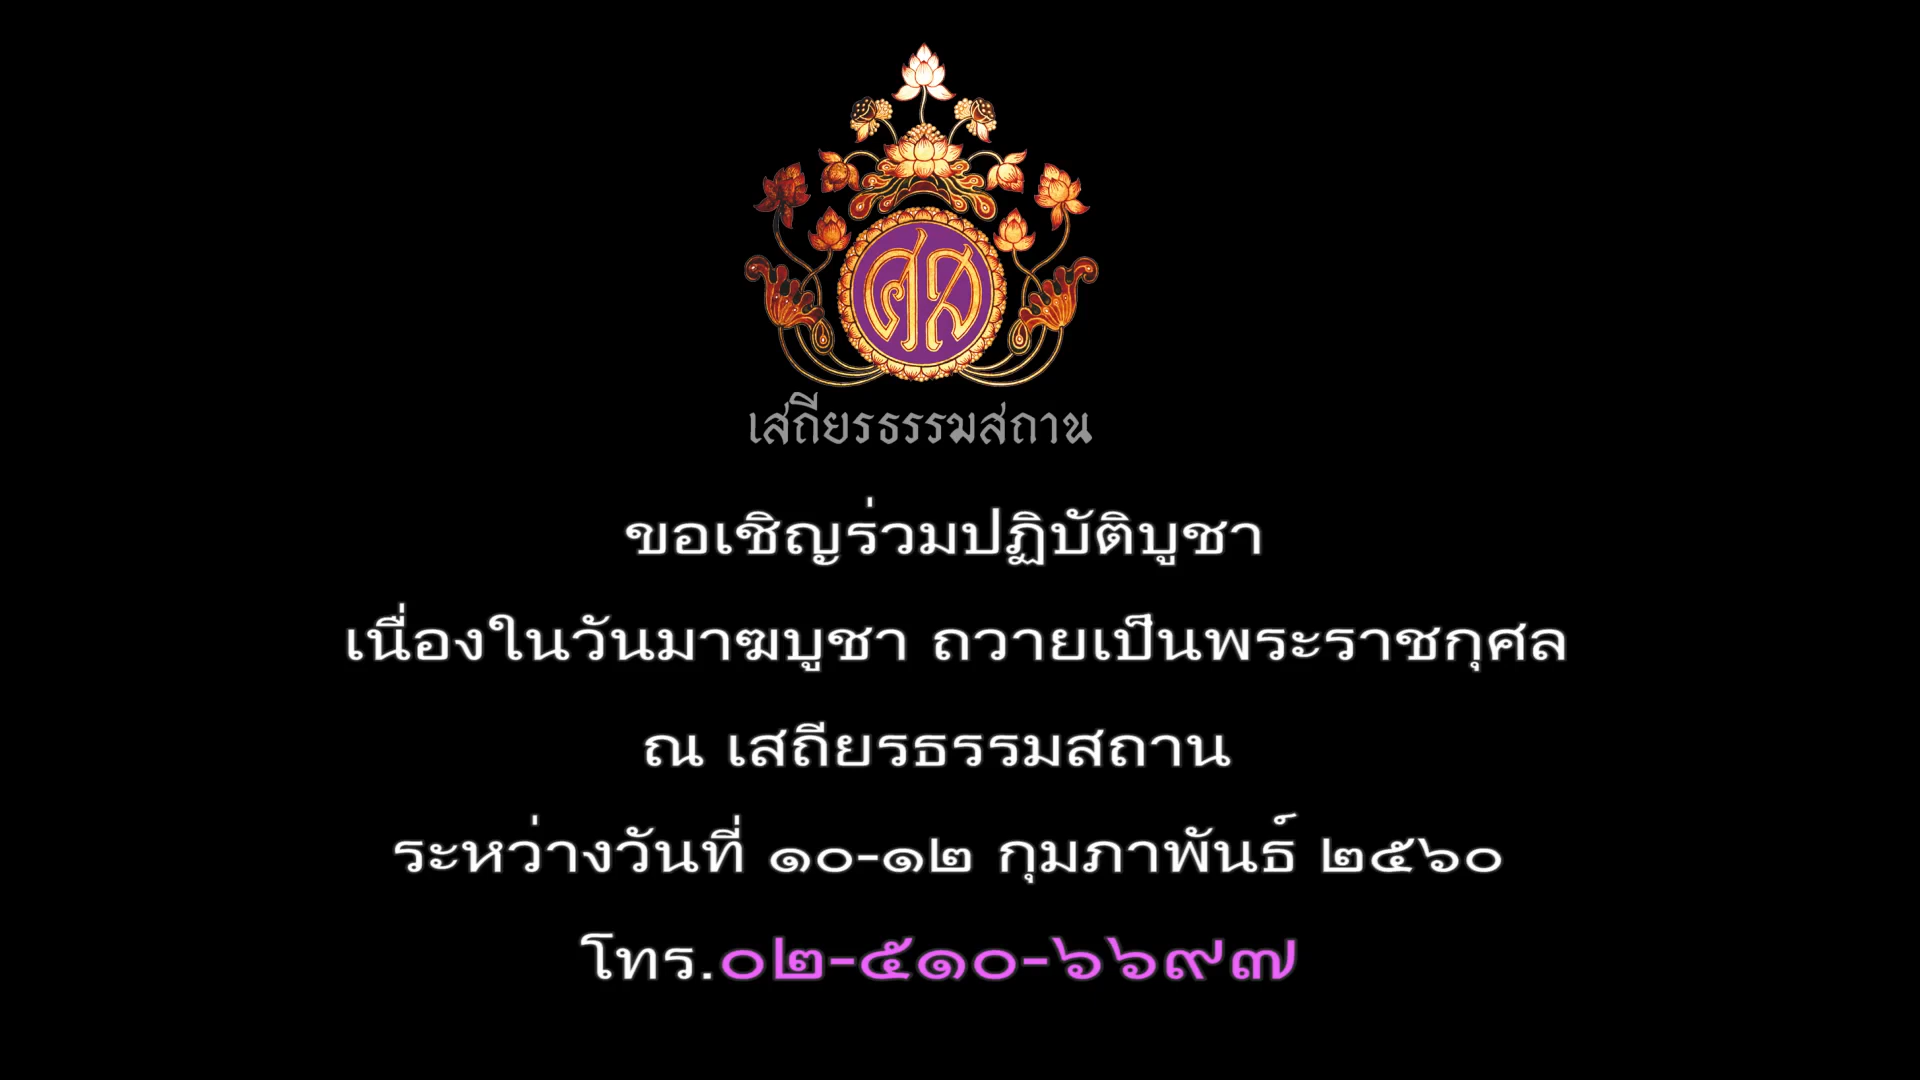 ศส
เสถียรธรรมสถาน
ขอเชิญร่วมปฏิบัติบูชา
เนื่องในวันมาฆบูชา ถวายเป็นพระราชกุศล
ณ เสถียรธรรมสถาน
ระหว่างวันที่ ๑๐-๑๒ กุมภาพันธ์ ๒๕๖๐
โทร.๐๒-๕๑๐-๖๖๙๗